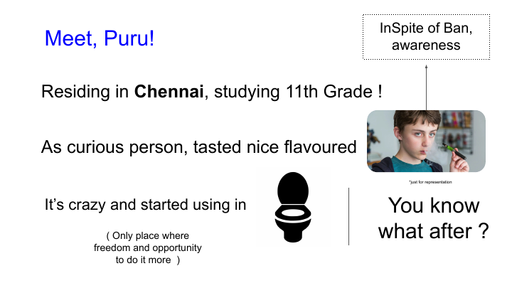 Meet, Puru!
InSpite of Ban,
awareness
Residing in Chennai, studying 11th Grade !
As curious person, tasted nice flavoured
*just for representation
It's crazy and started using in
( Only place where
freedom and opportunity
to do it more )
You know
what after ?